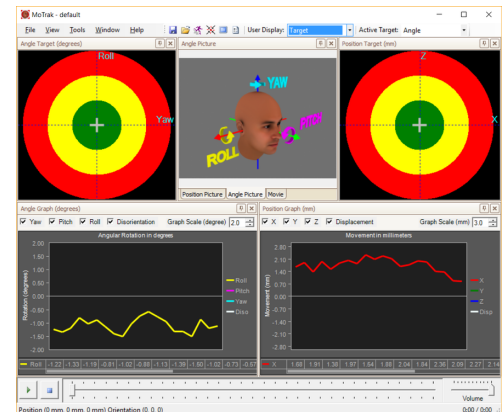 MoTrak - default
File View Tools Window Help User Display: Target Active Target: Angle
Angle Target (degrees)
Angle Picture
Position Target (mm)
Roll
Yaw
YAW
ROLL
Z
X
Position Picture Angle Picture Movie
Angle Graph (degrees)
Yaw Pitch Roll Disorientation Graph Scale (degree) 2.0
Angular Rotation in degrees
Rotation (degrees)
2.00
1.50
1.00
0.50
0.00
-0.50
-1.00
-1.50
-2.00
Roll
Pitch
Yaw
Diso
Roll -1.22 -1.33 -1.19 -0.81 -1.02 -0.88 -1.13 -1.39 -1.30 -1.50 -1.02 -0.73 -0.57
Position Graph (mm)
X Y Z Displacement Graph Scale (mm) 3.0
Movement in millimeters
Movement (mm)
2.80
2.10
1.40
0.70
0.00
-0.70
-1.40
-2.10
-2.80
X
Y
Z
Disp
X 1.68 1.91 1.38 1.97 1.54 1.88 2.04 1.84 2.36 2.09 2.27 2.14
Volume
Position (0 mm, 0 mm, 0 mm) Orientation (0, 0, 0) 0:00 / 0:00